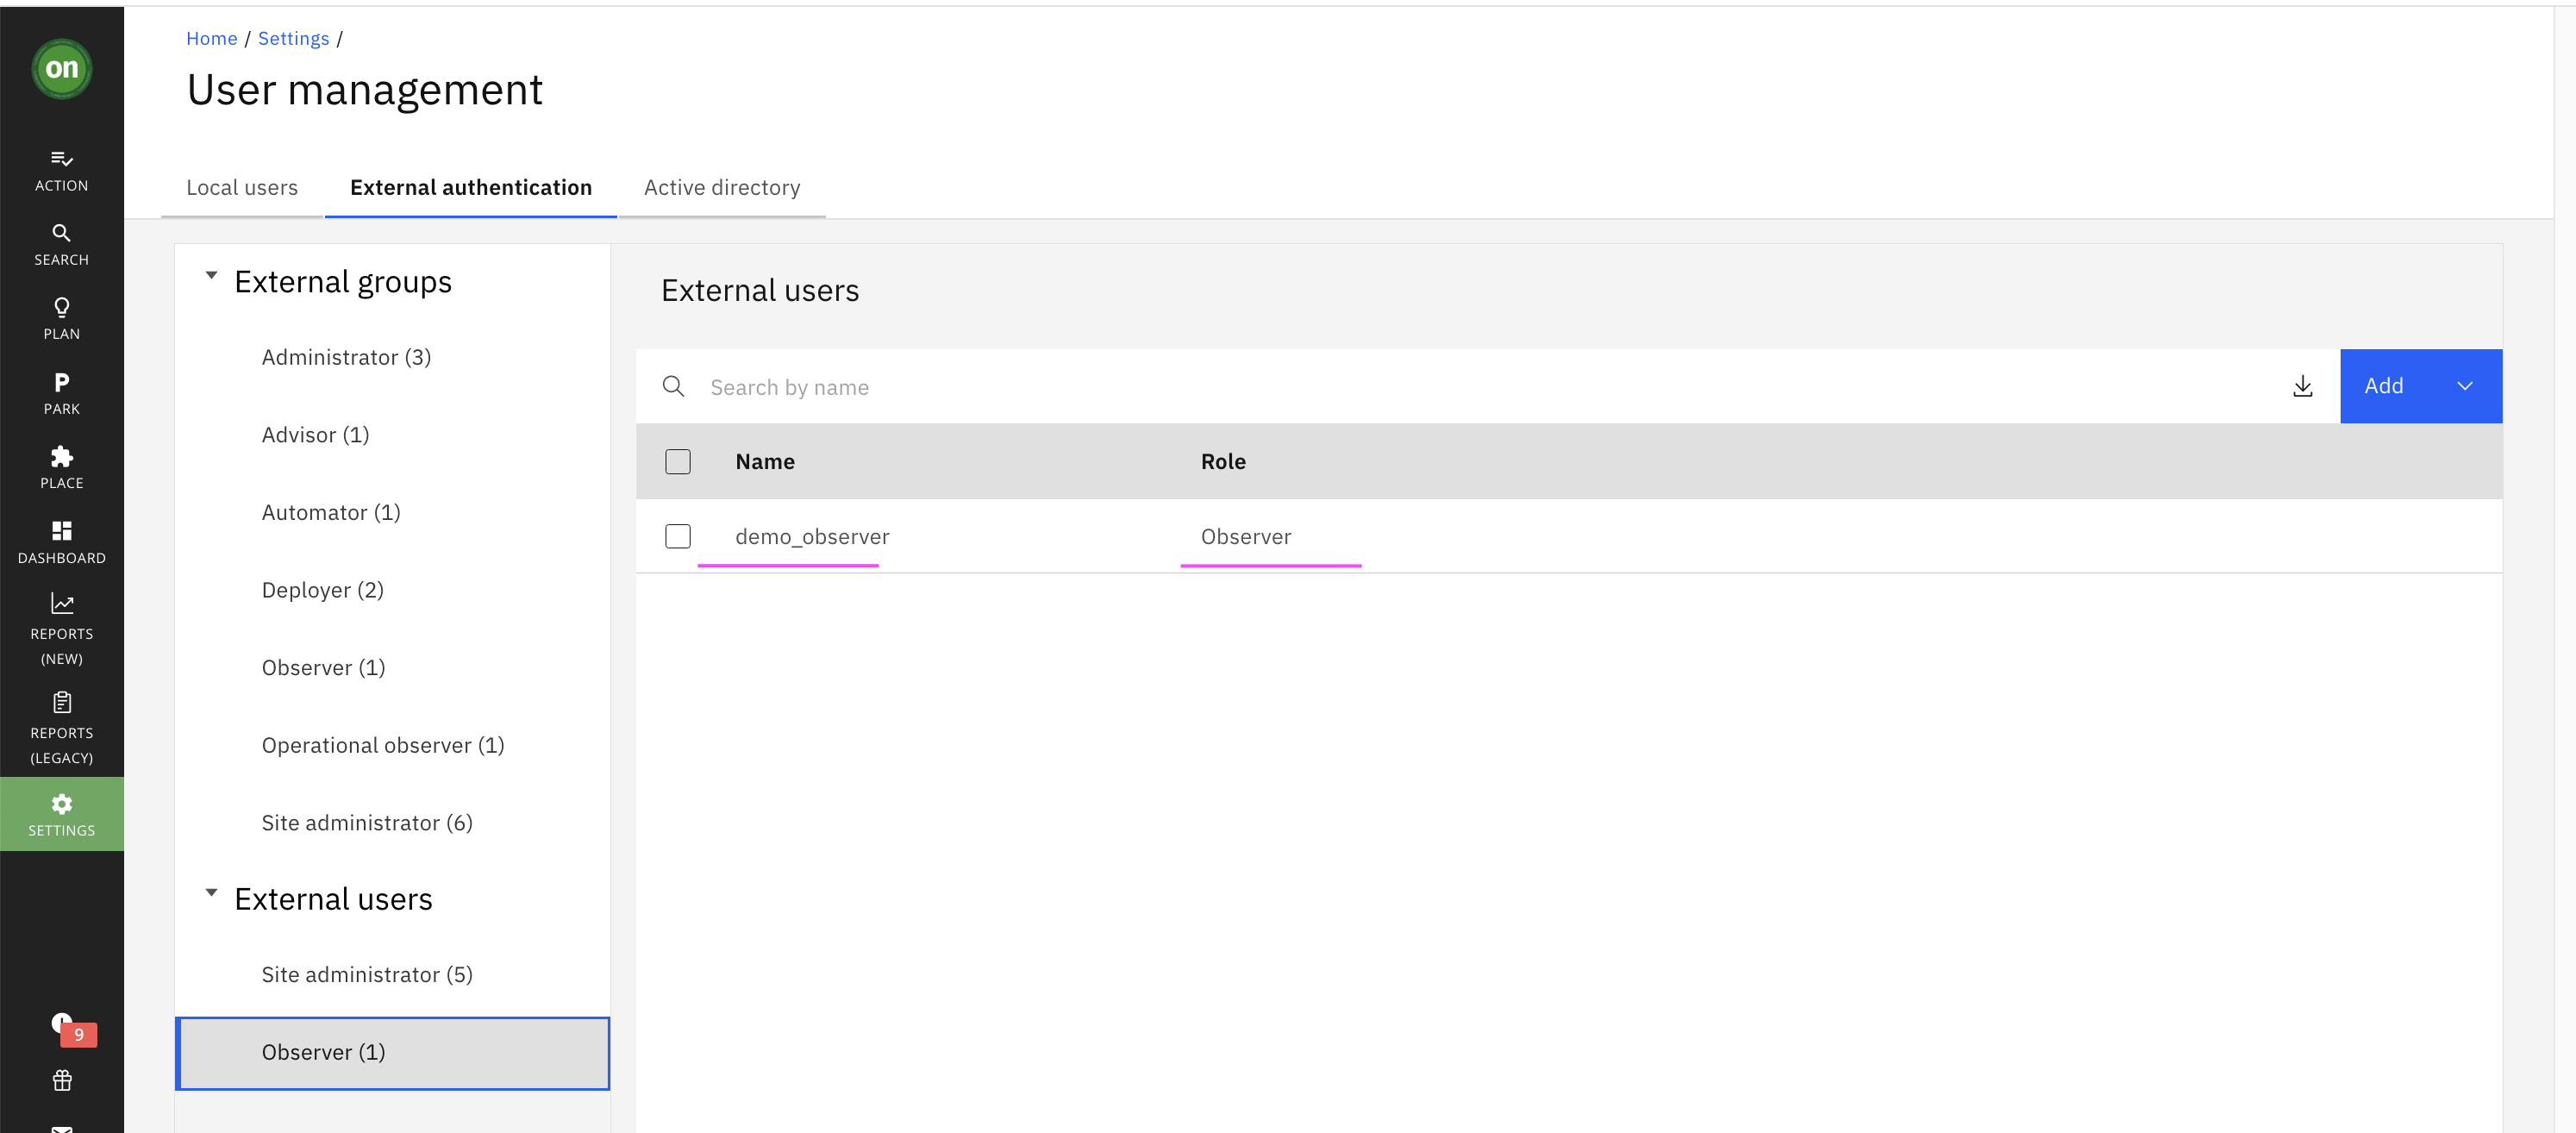 on
ACTION
SEARCH
PLAN
P
PARK
PLACE
DASHBOARD
REPORTS
(NEW)
REPORTS
(LEGACY)
SETTINGS
9
Home / Settings /
User management
Local users External authentication Active directory
External groups
Administrator (3)
Advisor (1)
Automator (1)
Deployer (2)
Observer (1)
Operational observer (1)
Site administrator (6)
External users
Site administrator (5)
Observer (1)
External users
Search by name Add
Name Role
demo_observer Observer